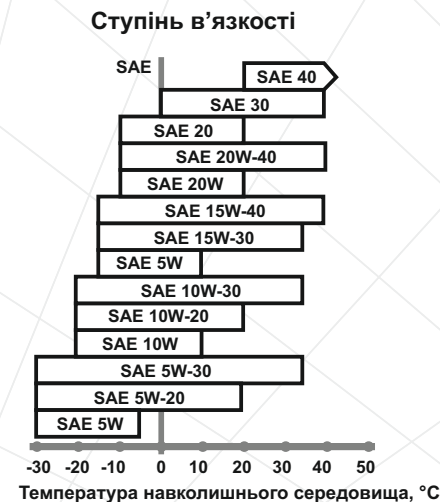 Ступінь в’язкості
SAE
SAE 40
SAE 30
SAE 20
SAE 20W-40
SAE 20W
SAE 15W-40
SAE 15W-30
SAE 5W
SAE 10W-30
SAE 10W-20
SAE 10W
SAE 5W-30
SAE 5W-20
SAE 5W
-30 -20 -10 0 10 20 30 40 50
Температура навколишнього середовища, °C